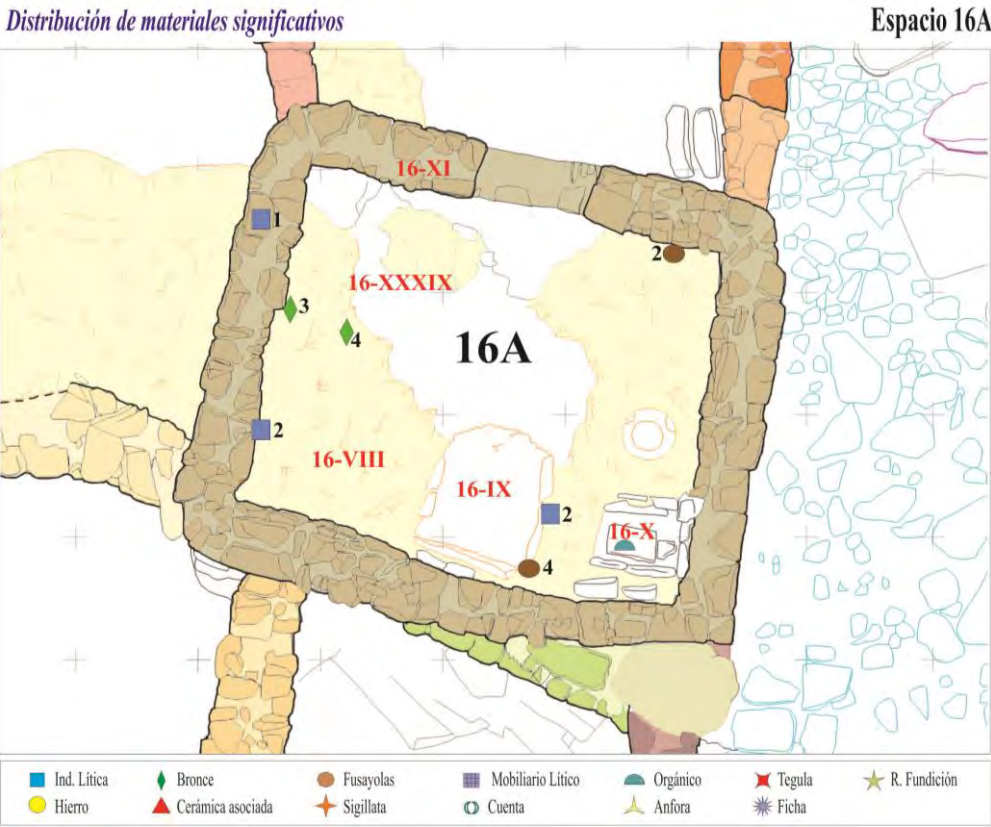 Distribución de materiales significativos
Espacio 16A
16-XI
1
2
16-XXXIX
3
4
16A
2
16-VIII
16-IX
2
16-X
4
Ind. Lítica
Bronce
Fusayolas
Mobiliario Lítico
Orgánico
Tegula
R. Fundición
Hierro
Cerámica asociada
Sigillata
Cuenta
Anfora
Ficha